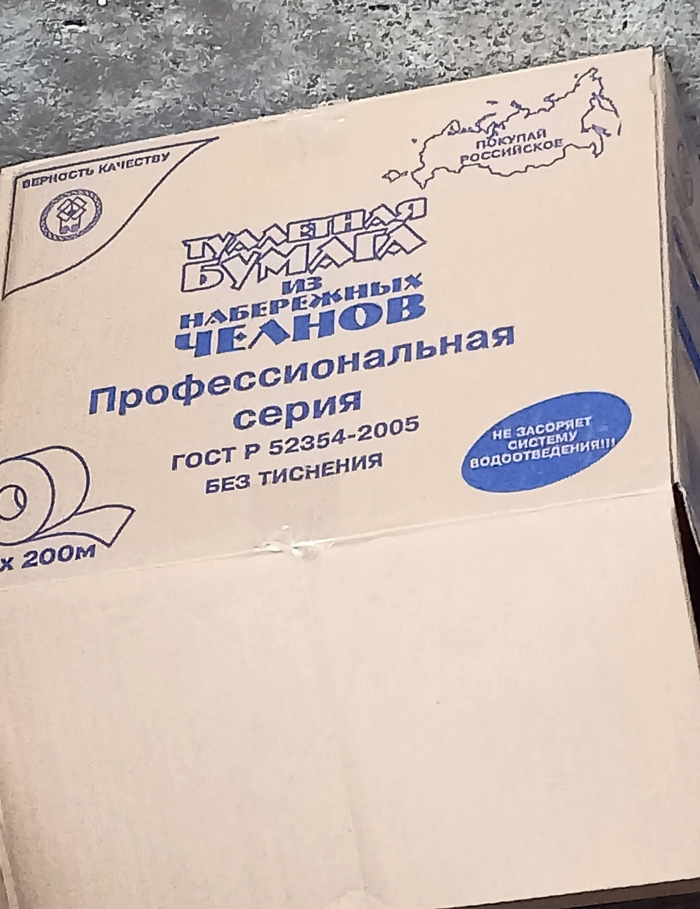 ВЕРНОСТЬ КАЧЕСТВУ
ПОКУПАЙ
РОССИЙСКОЕ
ТУАЛЕТНАЯ
БУМАГА
ИЗ
НАБЕРЕЖНЫХ
ЧЕЛНОВ
Профессиональная
серия
ГОСТ Р 52354-2005
БЕЗ ТИСНЕНИЯ
НЕ ЗАСОРЯЕТ
СИСТЕМУ
ВОДООТВЕДЕНИЯ!!!
х 200м